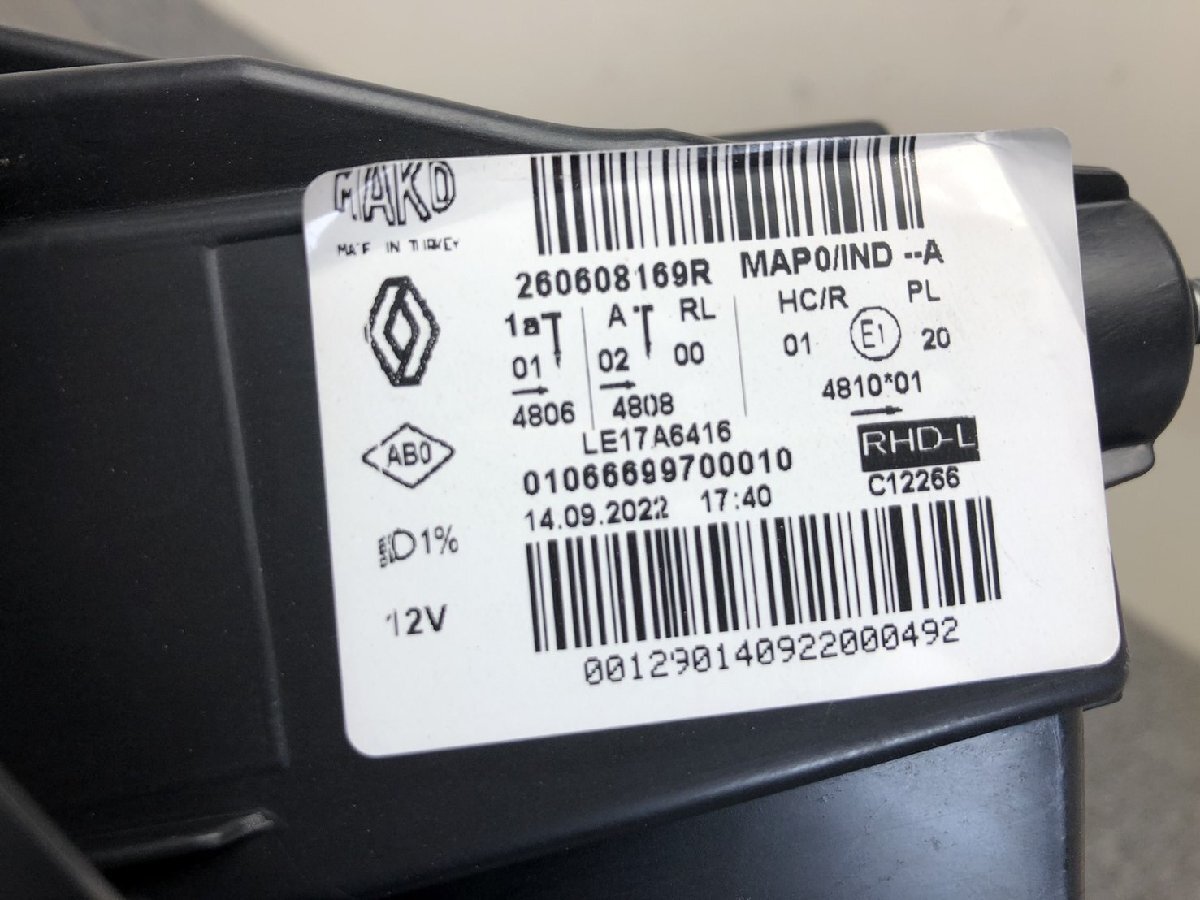 MAKO
MADE IN TURKEY
260608169R MAP0/IND --A
1a A RL HC/R PL
01 02 00 01 E1 20
4806 4808 4810*01
LE17A6416 RHD-L
01066699700010 C12266
14.09.2022 17:40
AB0
1%
12V
001290140922000492